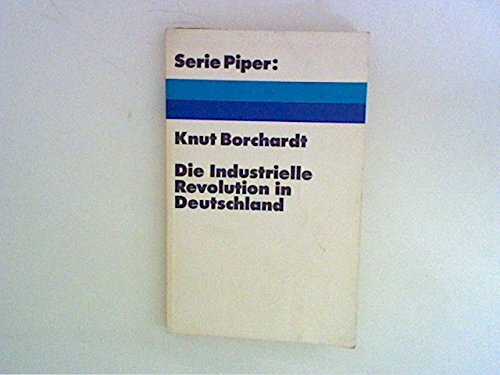 Serie Piper:
Knut Borchardt
Die Industrielle
Revolution in
Deutschland